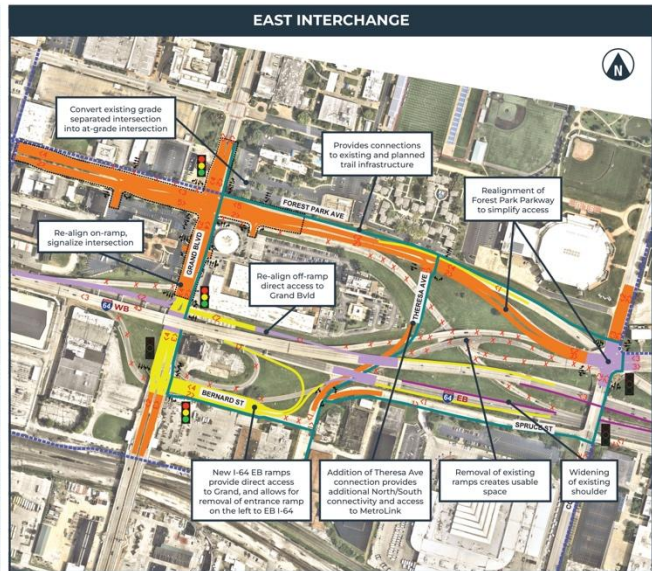 EAST INTERCHANGE
N
Convert existing grade
separated intersection
into at-grade intersection
Provides connections
to existing and planned
trail infrastructure
Realignment of
Forest Park Parkway
to simplify access
FOREST PARK AVE
Re-align on-ramp,
signalize intersection
GRAND BLVD
Re-align off-ramp
direct access to
Grand Bvld
THERESA AVE
64 WB
64 EB
BERNARD ST
SPRUCE ST
New I-64 EB ramps
provide direct access
to Grand, and allows for
removal of entrance ramp
on the left to EB I-64
Addition of Theresa Ave
connection provides
additional North/South
connectivity and access
to MetroLink
Removal of existing
ramps creates usable
space
Widening
of existing
shoulder